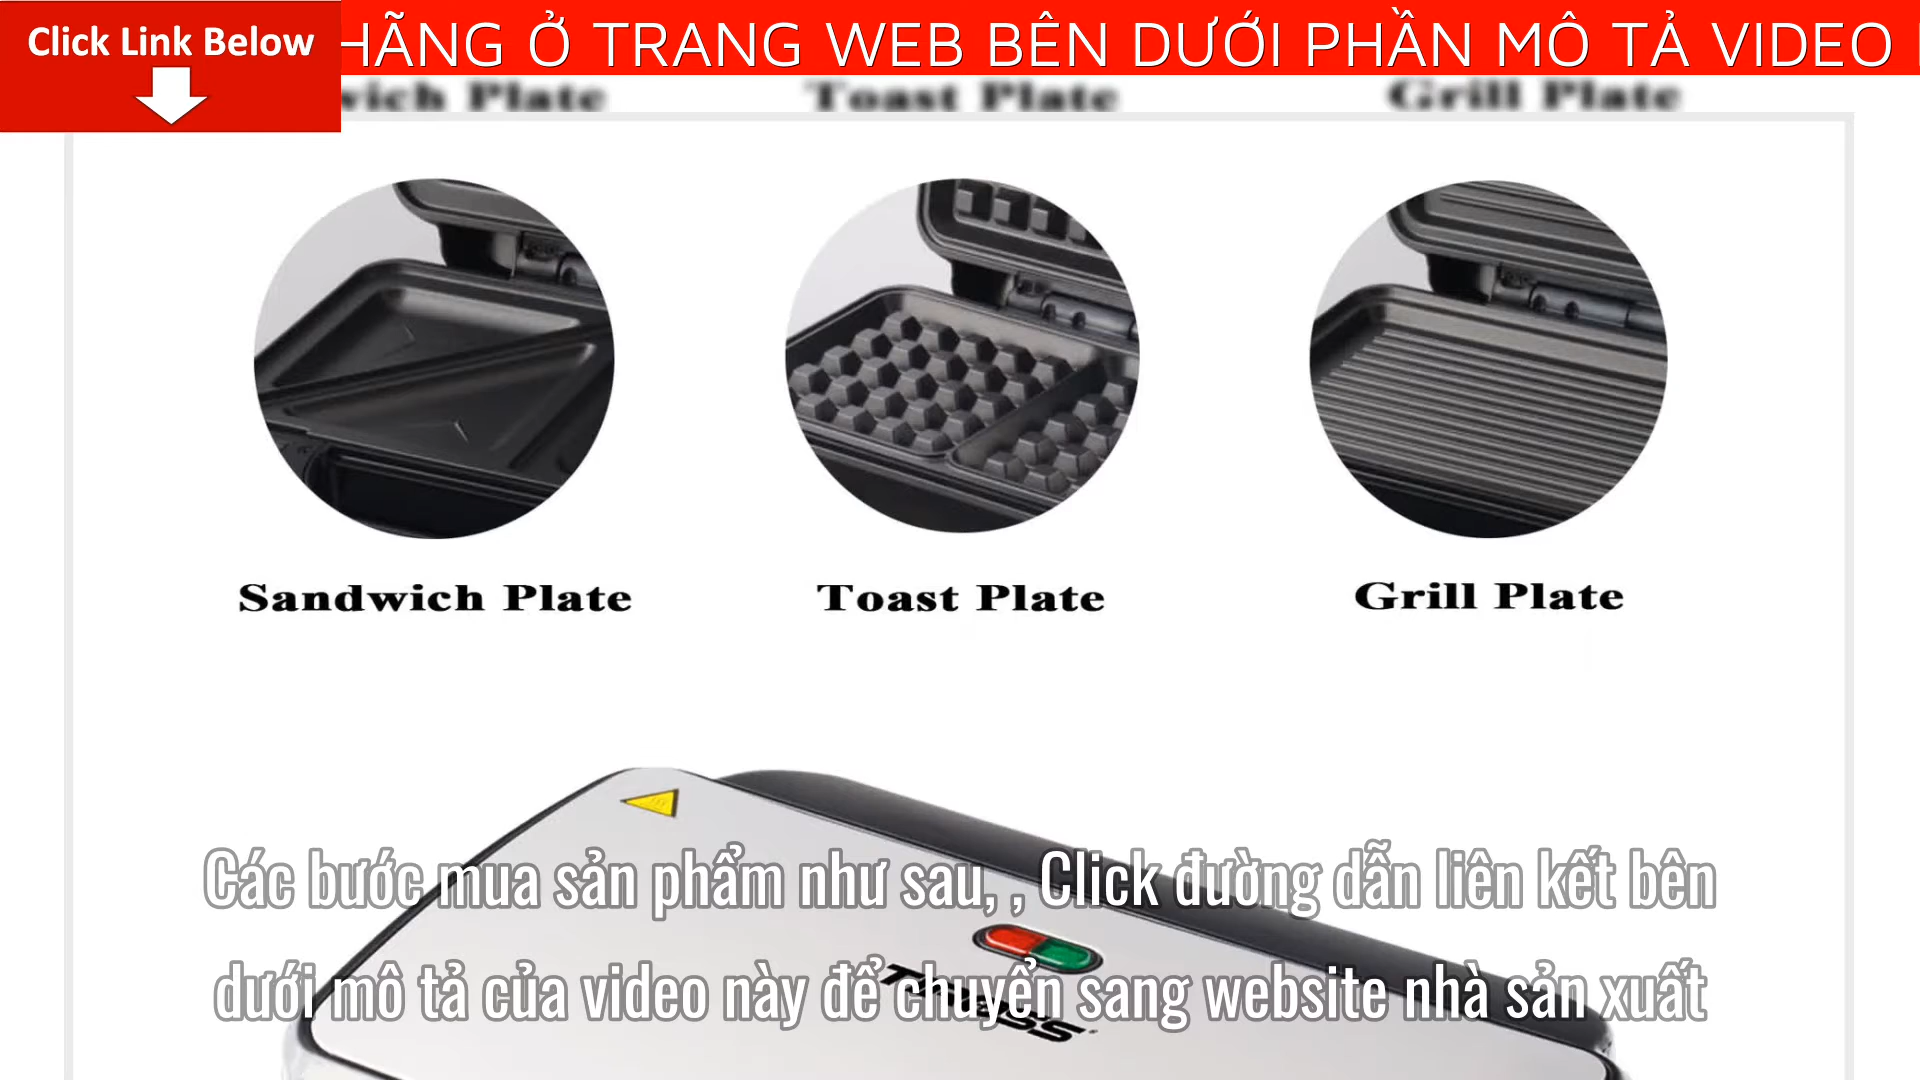 Click Link Below
HÃNG Ở TRANG WEB BÊN DƯỚI PHẦN MÔ TẢ VIDEO
Plate
Toast Plate
Grill Plate
Sandwich Plate
Toast Plate
Grill Plate
Các bước mua sản phẩm như sau, , Click đường dẫn liên kết bên
dưới mô tả của video này để chuyển sang website nhà sản xuất